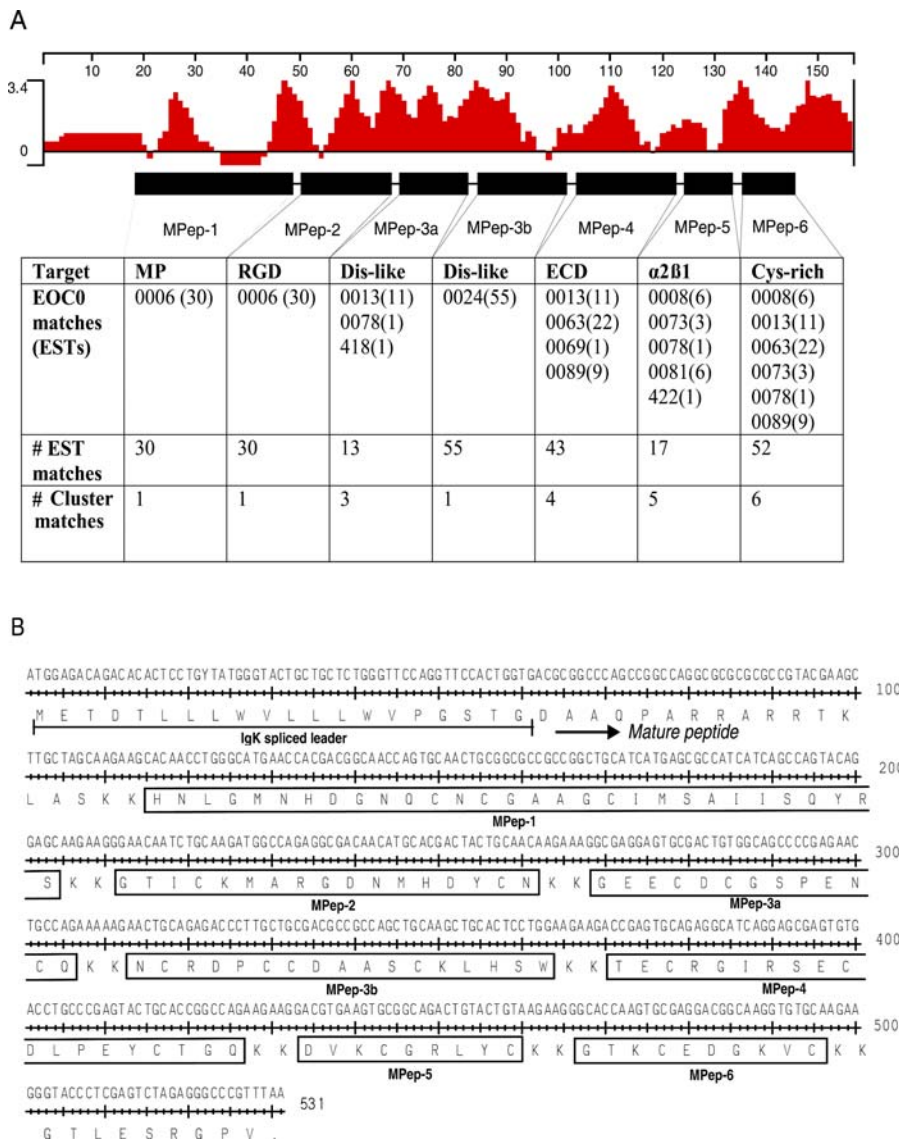 A
10 20 30 40 50 60 70 80 90 100 110 120 130 140 150
3.4
0
MPep-1 MPep-2 MPep-3a MPep-3b MPep-4 MPep-5 MPep-6
Target MP RGD Dis-like Dis-like ECD α2ß1 Cys-rich
EOC0 0006 (30) 0006 (30) 0013(11) 0024(55) 0013(11) 0008(6) 0008(6)
matches 0078(1) 0063(22) 0073(3) 0013(11)
(ESTs) 418(1) 0069(1) 0078(1) 0063(22)
0089(9) 0081(6) 0073(3)
422(1) 0078(1)
0089(9)
# EST 30 30 13 55 43 17 52
matches
# Cluster 1 1 3 1 4 5 6
matches
B
ATGGAGACAGACACACTCCTGYTATGGGTACTGCTGCTCTGGGTTCCAGGTTCCACTGGTGACGCGGCCCAGCCGGCCAGGCGCGCGCGCCGTACGAAGC
100
M E T D T L L L W V L L L W V P G S T G D A A Q P A R R A R R T K
IgK spliced leader Mature peptide
TTGCTAGCAAGAAGCACAACCTGGGCATGAACCACGACGGCAACCAGTGCAACTGCGGCGCCGCCGGCTGCATCATGAGCGCCATCATCAGCCAGTACAG
200
L A S K K H N L G M N H D G N Q C N C G A A G C I M S A I I S Q Y R
MPep-1
GAGCAAGAAGGGAACAATCTGCAAGATGGCCAGAGGCGACAACATGCACGACTACTGCAACAAGAAAGGCGAGGAGTGCGACTGTGGCAGCCCCGAGAAC
300
S K K G T I C K M A R G D N M H D Y C N K K G E E C D C G S P E N
MPep-2 MPep-3a
TGCCAGAAAAAGAACTGCAGAGACCCTTGCTGCGACGCCGCCAGCTGCAAGCTGCACTCCTGGAAGAAGACCGAGTGCAGAGGCATCAGGAGCGAGTGTG
400
C Q K K N C R D P C C D A A S C K L H S W K K T E C R G I R S E C
MPep-3b MPep-4
ACCTGCCCGAGTACTGCACCGGCCAGAAGAAGGACGTGAAGTGCGGCAGACTGTACTGTAAGAAGGGCACCAAGTGCGAGGACGGCAAGGTGTGCAAGAA
500
D L P E Y C T G Q K K D V K C G R L Y C K K G T K C E D G K V C K K
MPep-5 MPep-6
GGGTACCCTCGAGTCTAGAGGGCCCGTTTAA 531
G T L E S R G P V .